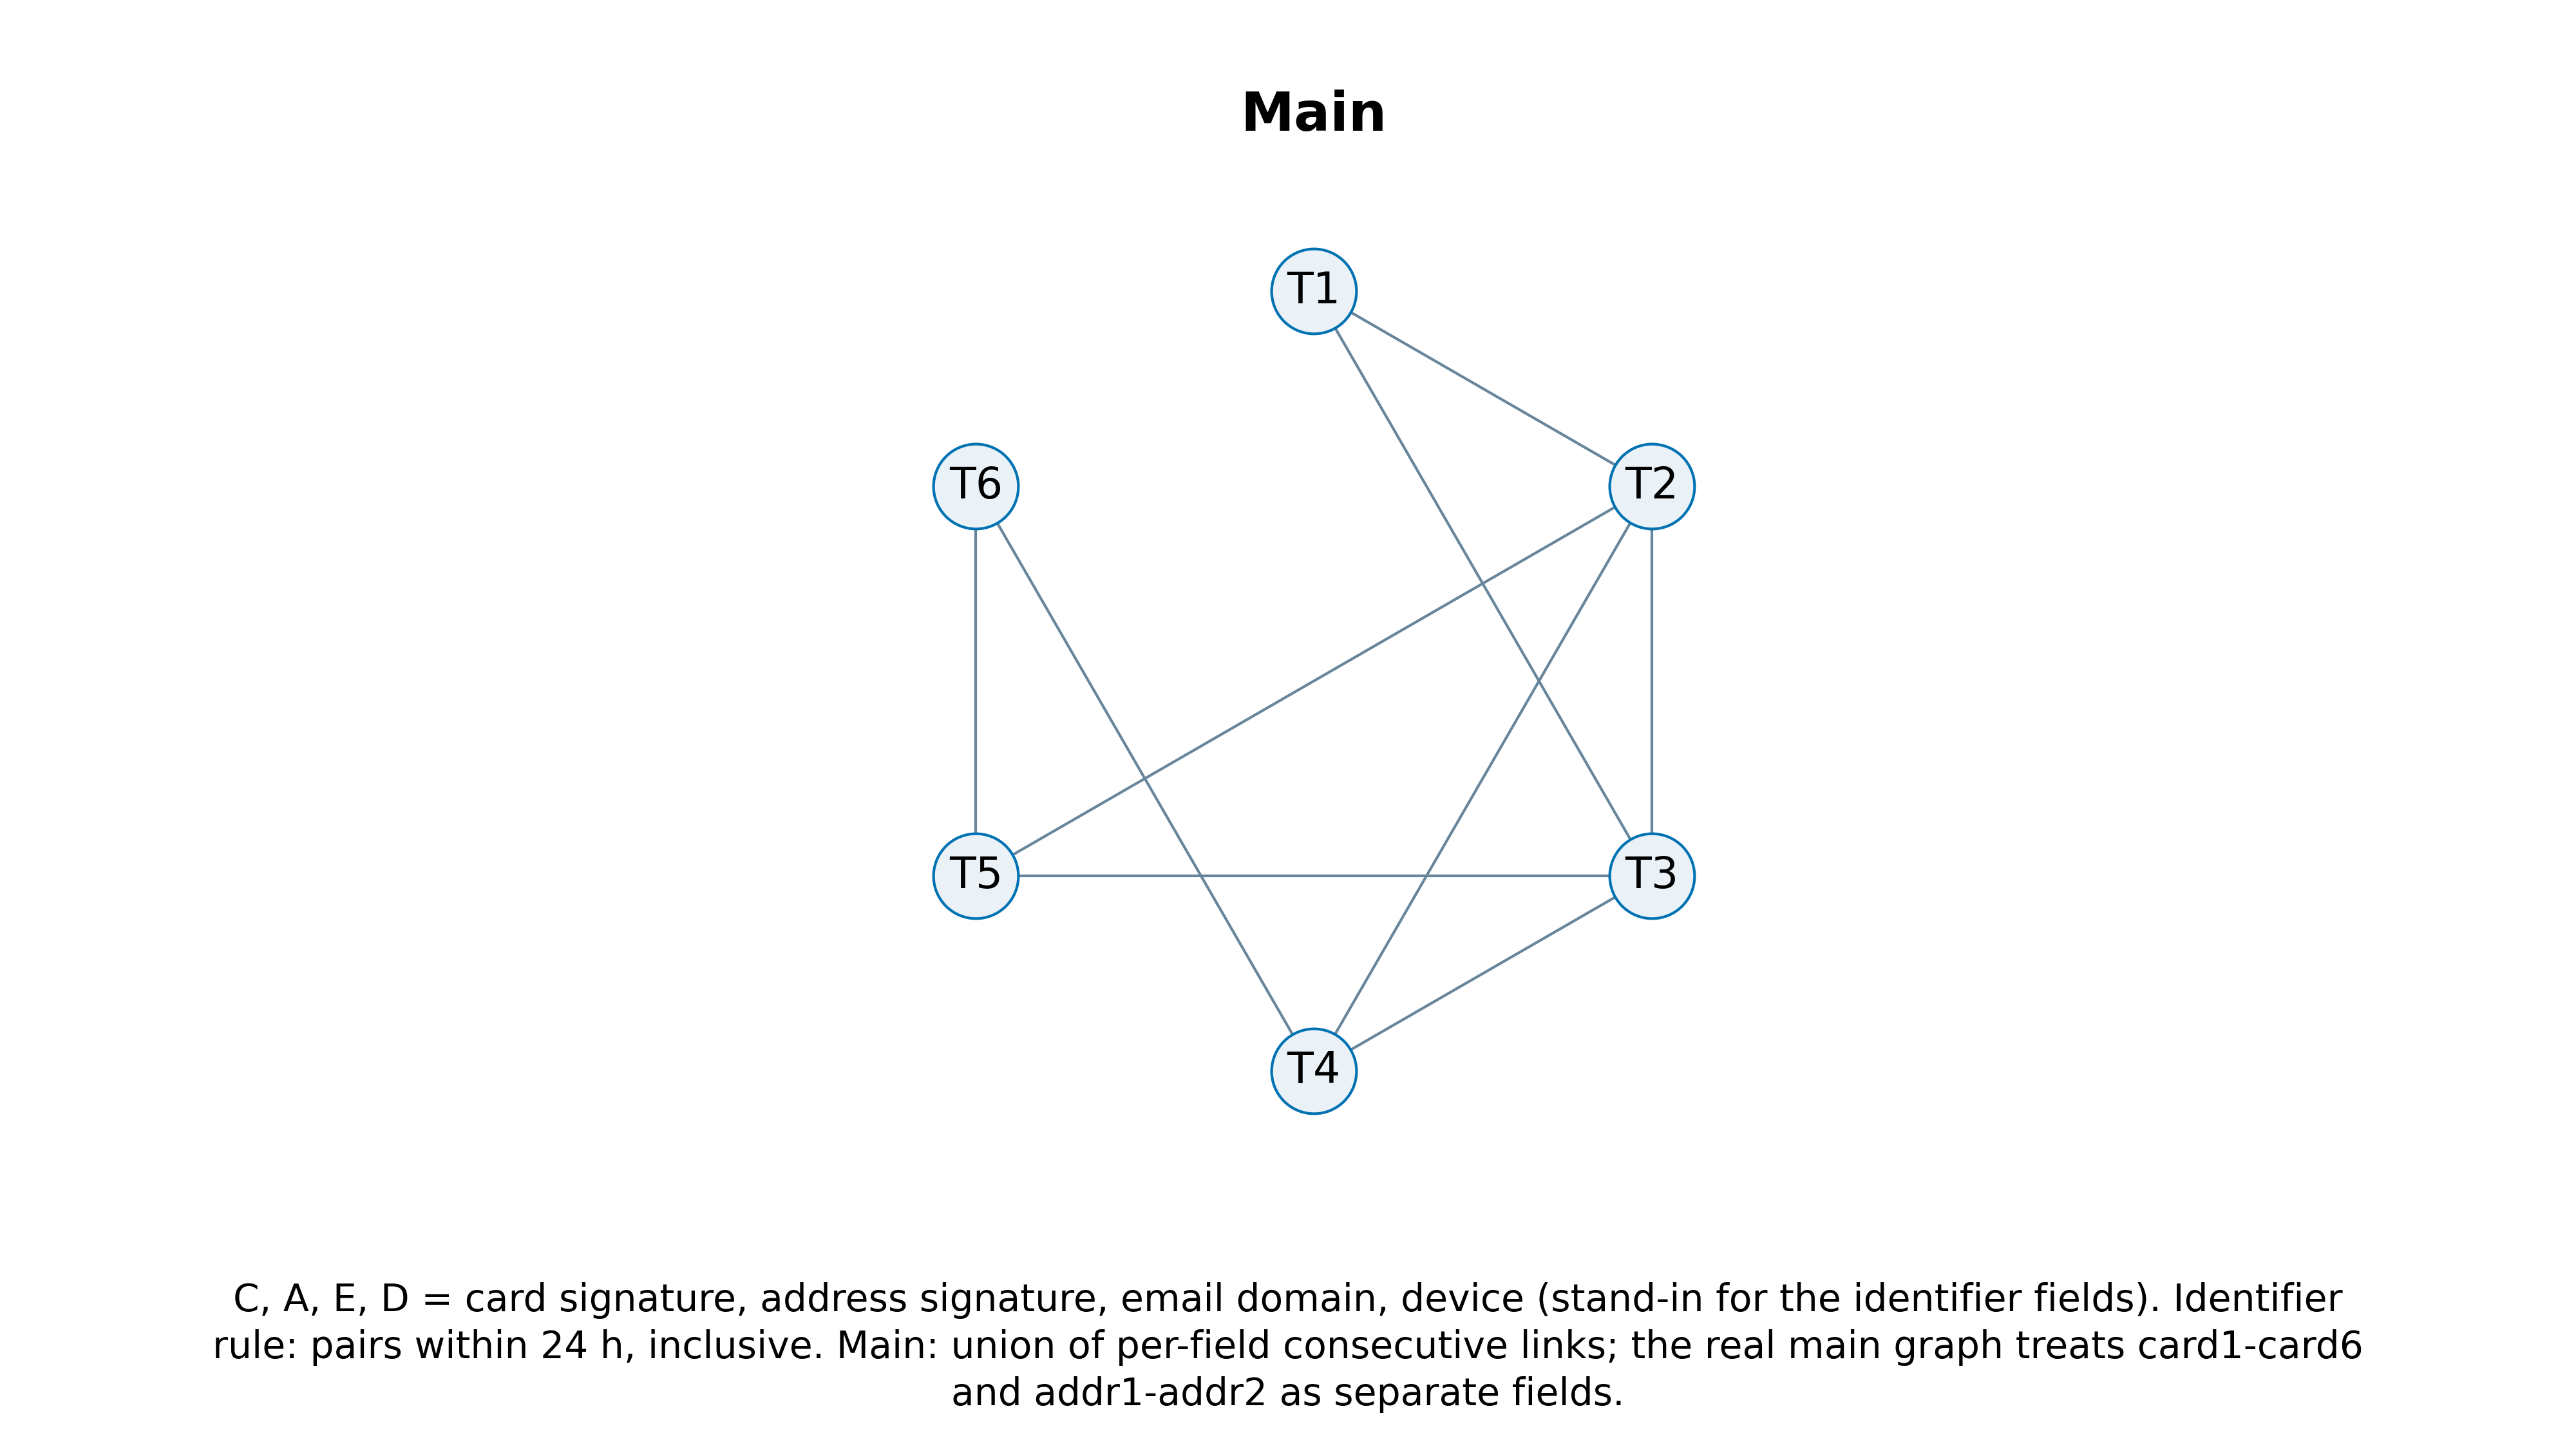 Main
T1
T6
T2
T5
T3
T4
C, A, E, D = card signature, address signature, email domain, device (stand-in for the identifier fields). Identifier
rule: pairs within 24 h, inclusive. Main: union of per-field consecutive links; the real main graph treats card1-card6
and addr1-addr2 as separate fields.